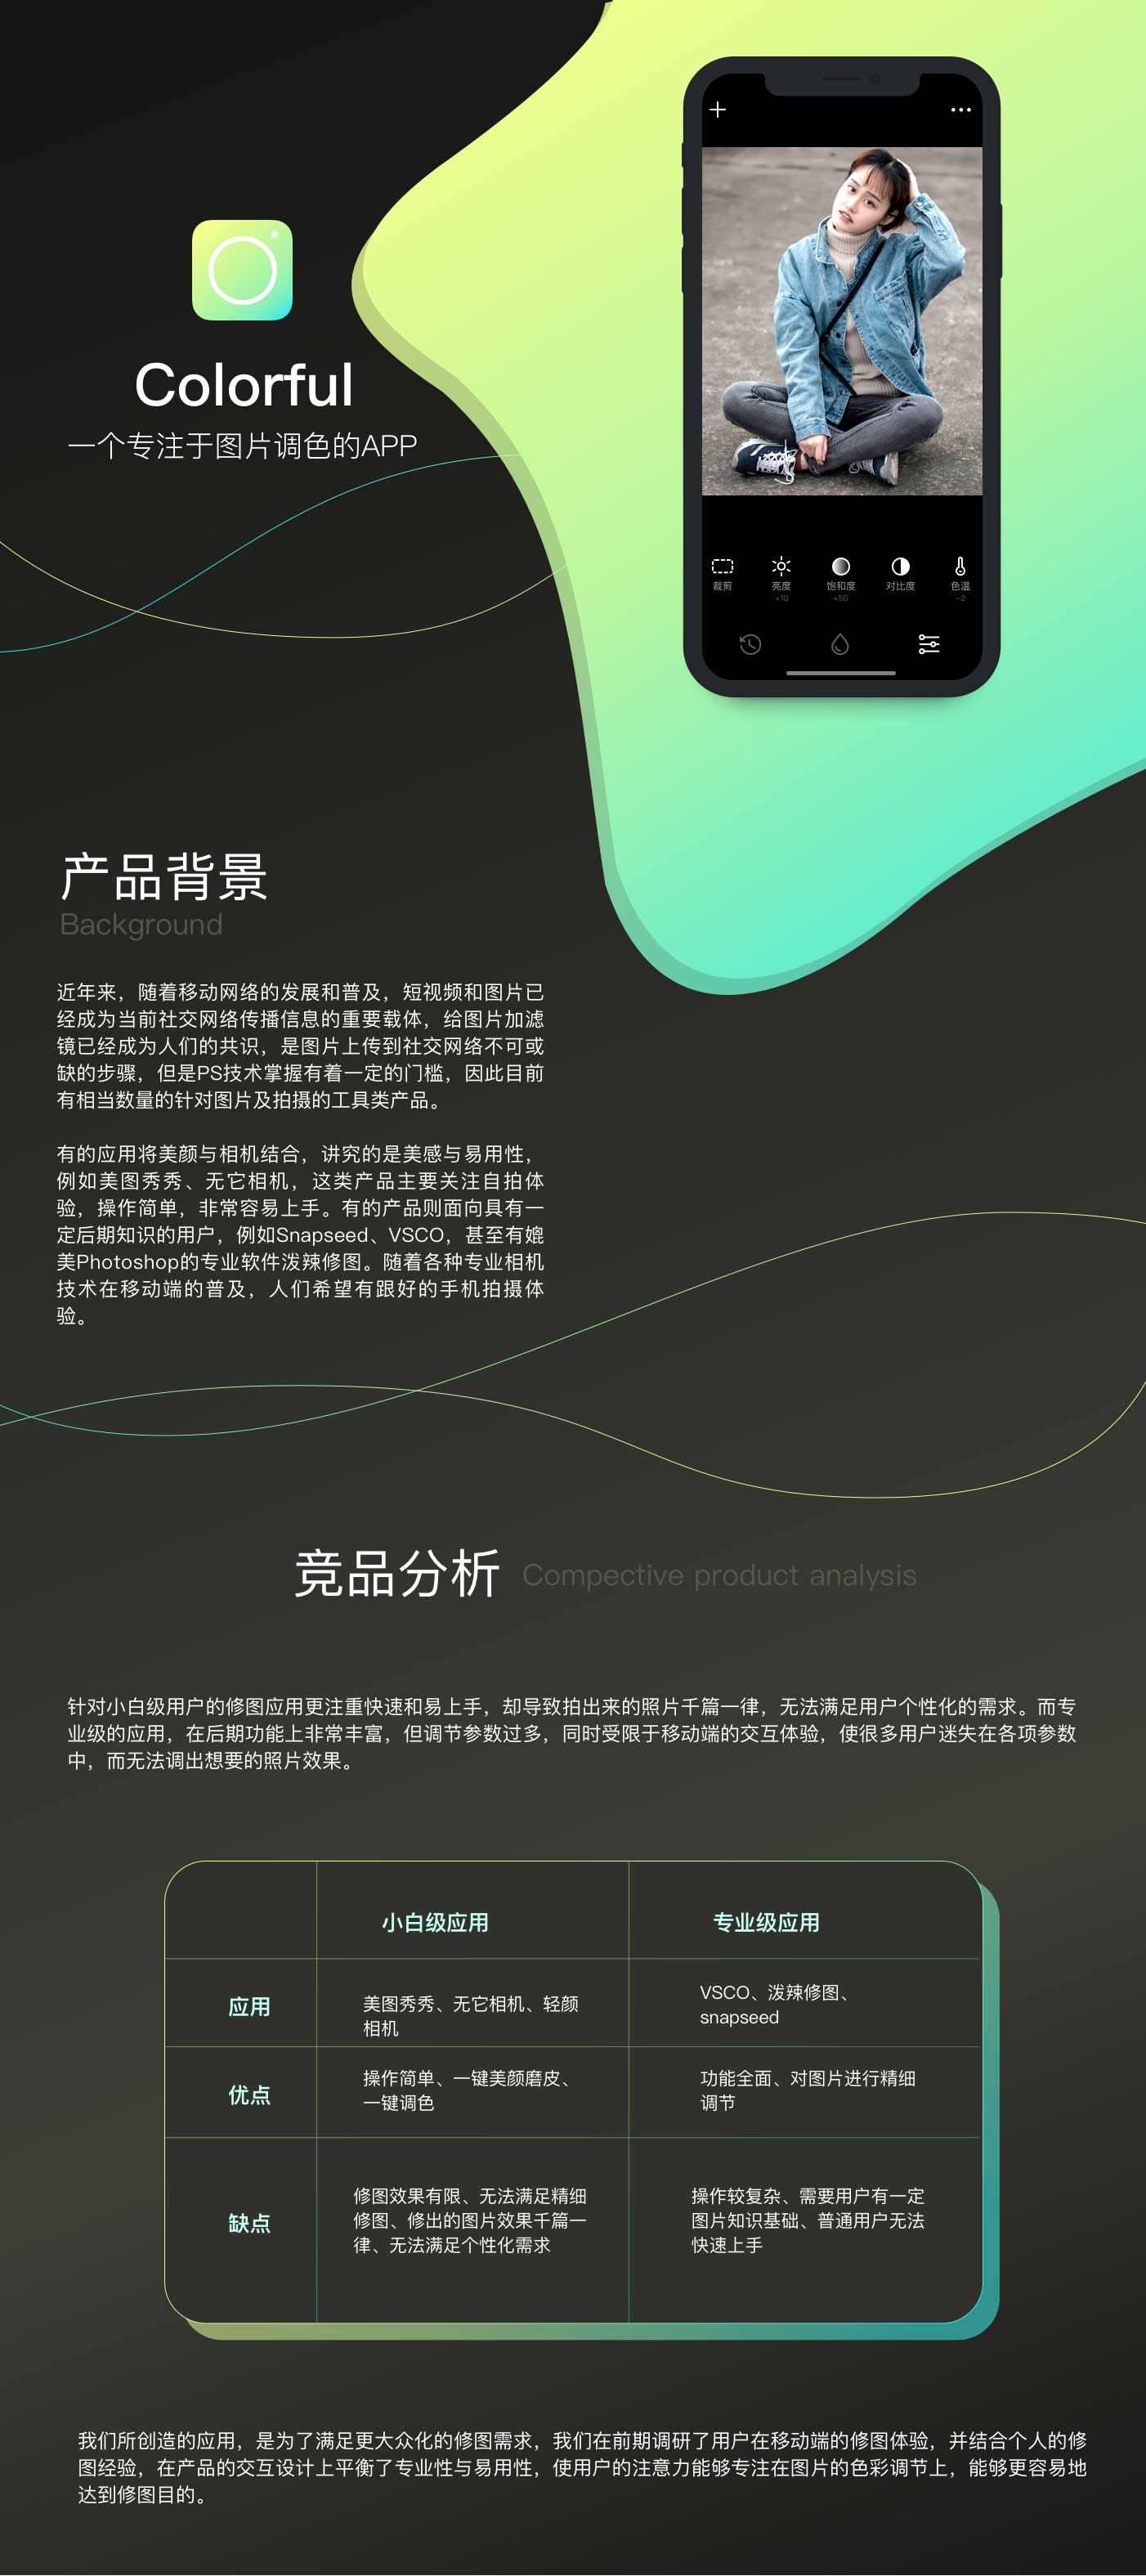 Colorful
一个专注于图片调色的APP
裁剪 亮度 饱和度 对比度 色温
+10 +50 -2
产品背景
Background
近年来，随着移动网络的发展和普及，短视频和图片已
经成为当前社交网络传播信息的重要载体，给图片加滤
镜已经成为人们的共识，是图片上传到社交网络不可或
缺的步骤，但是PS技术掌握有着一定的门槛，因此目前
有相当数量的针对图片及拍摄的工具类产品。
有的应用将美颜与相机结合，讲究的是美感与易用性，
例如美图秀秀、无它相机，这类产品主要关注自拍体
验，操作简单，非常容易上手。有的产品则面向具有一
定后期知识的用户，例如Snapseed、VSCO，甚至有媲
美Photoshop的专业软件泼辣修图。随着各种专业相机
技术在移动端的普及，人们希望有跟好的手机拍摄体
验。
竞品分析 Compective product analysis
针对小白级用户的修图应用更注重快速和易上手，却导致拍出来的照片千篇一律，无法满足用户个性化的需求。而专
业级的应用，在后期功能上非常丰富，但调节参数过多，同时受限于移动端的交互体验，使很多用户迷失在各项参数
中，而无法调出想要的照片效果。
小白级应用 专业级应用
应用
美图秀秀、无它相机、轻颜
相机
VSCO、泼辣修图、
snapseed
优点
操作简单、一键美颜磨皮、
一键调色
功能全面、对图片进行精细
调节
缺点
修图效果有限、无法满足精细
修图、修出的图片效果千篇一
律、无法满足个性化需求
操作较复杂、需要用户有一定
图片知识基础、普通用户无法
快速上手
我们所创造的应用，是为了满足更大众化的修图需求，我们在前期调研了用户在移动端的修图体验，并结合个人的修
图经验，在产品的交互设计上平衡了专业性与易用性，使用户的注意力能够专注在图片的色彩调节上，能够更容易地
达到修图目的。